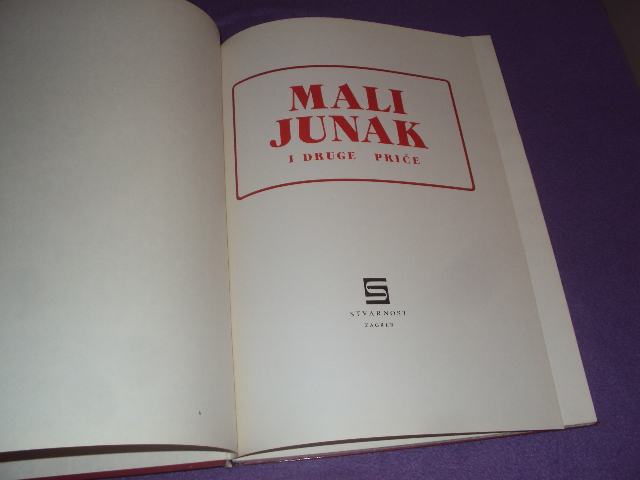 MALI
JUNAK
I DRUGE PRIČE
STVARNOST
ZAGREB